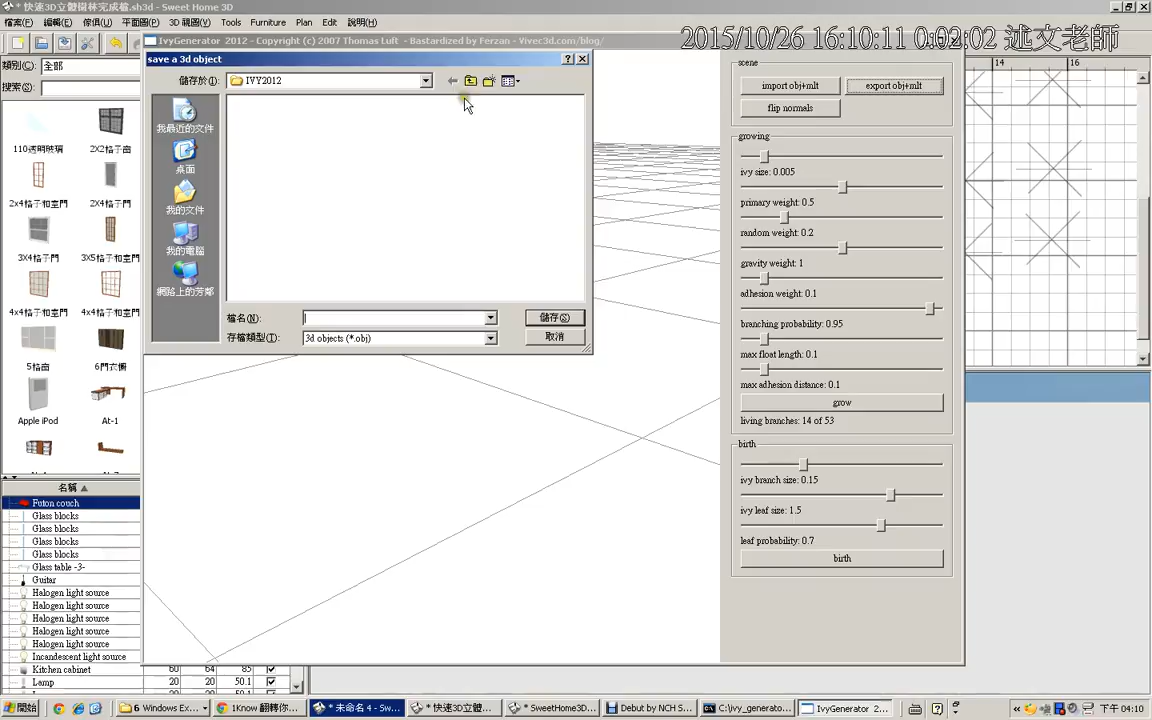 * 快速3D立體樹林完成檔.sh3d - Sweet Home 3D
檔案(F) 編輯(E) 傢俱(U) 平面圖(P) 3D 視圖(V) Tools Furniture Plan Edit 說明(H)
IvyGenerator 2012 - Copyright (c) 2007 Thomas Luft - Bastardized by Ferzan - Vivec3d.com/blog/
2015/10/26 16:10:11 0:02:02 述文老師
save a 3d object
類別(C): 全部
搜索(S):
儲存於(I): IVY2012
我最近的文件
桌面
我的文件
我的電腦
網路上的芳鄰
檔名(N):
儲存(S)
存檔類型(T): 3d objects (*.obj)
取消
110透明玻璃 2X2格子窗
2x4格子和室門 2X4格子門
3X4格子門 3X5格子和室門
4x4格子和室門 4x4格子和室門
5格窗 6門衣櫥
Apple iPod At-1
scene
import obj+mlt export obj+mlt
flip normals
growing
ivy size: 0.005
primary weight: 0.5
random weight: 0.2
gravity weight: 1
adhesion weight: 0.1
branching probability: 0.95
max float length: 0.1
max adhesion distance: 0.1
grow
living branches: 14 of 53
birth
ivy branch size: 0.15
ivy leaf size: 1.5
leaf probability: 0.7
birth
14 16
名稱
Futon couch
Glass blocks
Glass blocks
Glass blocks
Glass blocks
Glass table -3-
Guitar
Halogen light source
Halogen light source
Halogen light source
Halogen light source
Halogen light source
Incandescent light source
Kitchen cabinet 60 64 85
Lamp 20 20 50.1
20 20 50.1
開始
6 Windows Ex...
1Know 翻轉你...
* 未命名 4 - Sw...
* 快速3D立體...
* SweetHome3D...
Debut by NCH S...
C:\ivy_generato...
IvyGenerator 2...
下午 04:10